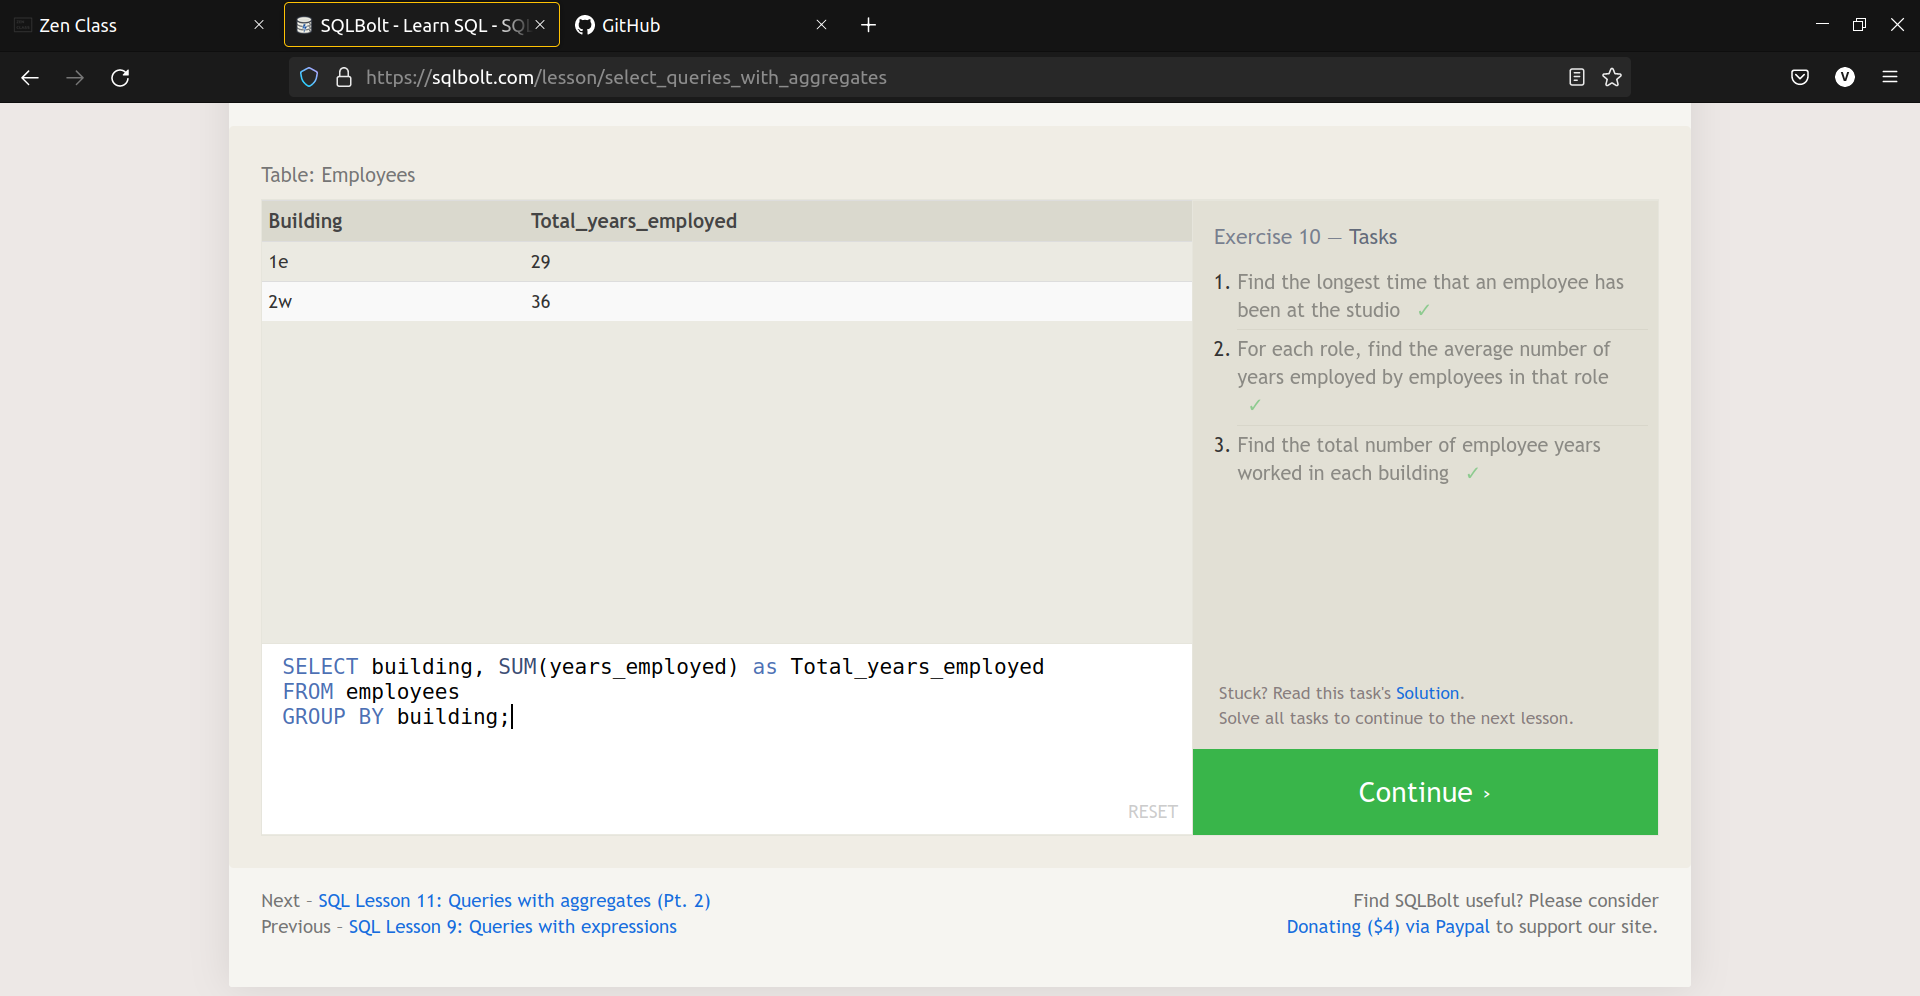 Zen Class
SQLBolt - Learn SQL - SQL
GitHub
https://sqlbolt.com/lesson/select_queries_with_aggregates
V
Table: Employees
Building Total_years_employed
1e 29
2w 36
SELECT building, SUM(years_employed) as Total_years_employed
FROM employees
GROUP BY building;
RESET
Exercise 10 — Tasks
1. Find the longest time that an employee has
been at the studio ✓
2. For each role, find the average number of
years employed by employees in that role
✓
3. Find the total number of employee years
worked in each building ✓
Stuck? Read this task's Solution.
Solve all tasks to continue to the next lesson.
Continue ›
Next – SQL Lesson 11: Queries with aggregates (Pt. 2)
Previous – SQL Lesson 9: Queries with expressions
Find SQLBolt useful? Please consider
Donating ($4) via Paypal to support our site.